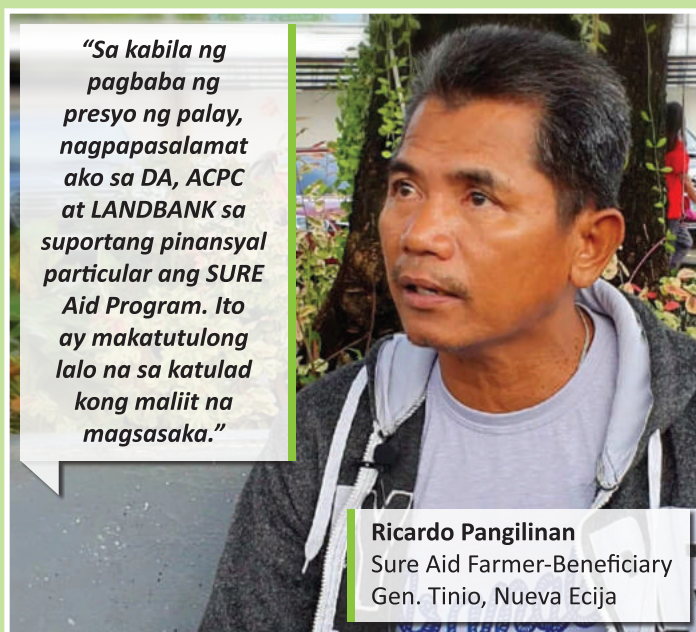 “Sa kabila ng
pagbaba ng
presyo ng palay,
nagpapasalamat
ako sa DA, ACPC
at LANDBANK sa
suportang pinansyal
particular ang SURE
Aid Program. Ito
ay makatutulong
lalo na sa katulad
kong maliit na
magsasaka.”
Ricardo Pangilinan
Sure Aid Farmer-Beneficiary
Gen. Tinio, Nueva Ecija